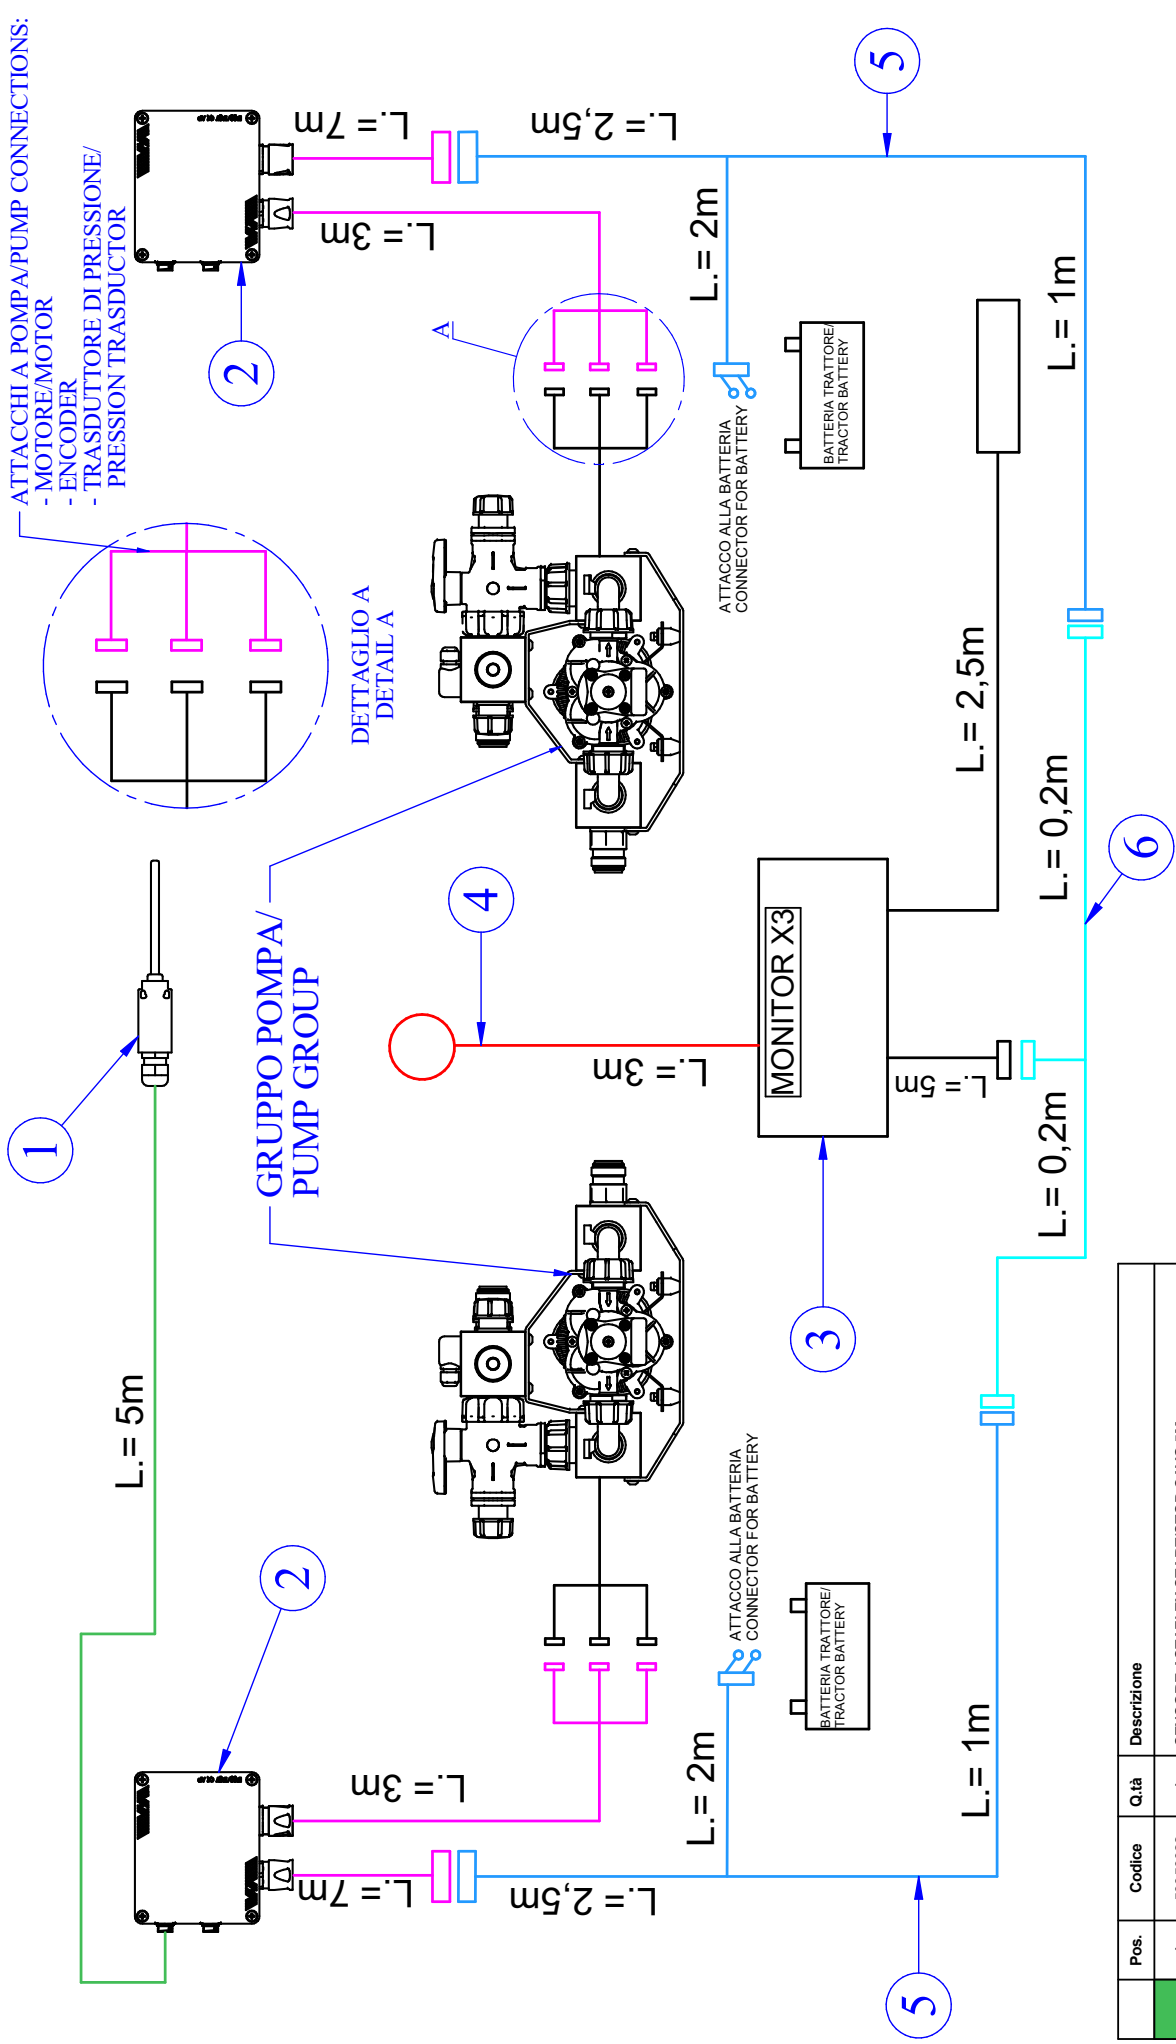 ATTACCHI A POMPA/PUMP CONNECTIONS:
- MOTORE/MOTOR
- ENCODER
- TRASDUTTORE DI PRESSIONE/
PRESSION TRASDUCTOR
DETTAGLIO A
DETAIL A
1
L.= 5m
2
2
L.= 7m
L.= 3m
L.= 3m
L.= 7m
GRUPPO POMPA/
PUMP GROUP
A
4
L.= 3m
L.= 2,5m
L.= 2,5m
L.= 2m
L.= 2m
ATTACCO ALLA BATTERIA
CONNECTOR FOR BATTERY
ATTACCO ALLA BATTERIA
CONNECTOR FOR BATTERY
BATTERIA TRATTORE/
TRACTOR BATTERY
BATTERIA TRATTORE/
TRACTOR BATTERY
MONITOR X3
3
L.= 5m
L.= 2,5m
5
5
L.= 1m
L.= 1m
L.= 0,2m
L.= 0,2m
6
Pos. Codice Q.tà Descrizione